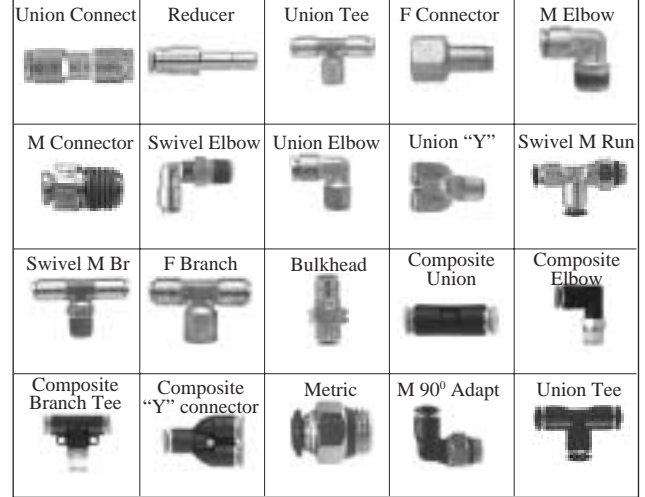 Union Connect
Reducer
Union Tee
F Connector
M Elbow
M Connector
Swivel Elbow
Union Elbow
Union “Y”
Swivel M Run
Swivel M Br
F Branch
Bulkhead
Composite
Union
Composite
Elbow
Composite
Branch Tee
Composite
“Y” connector
Metric
M 90⁰ Adapt
Union Tee